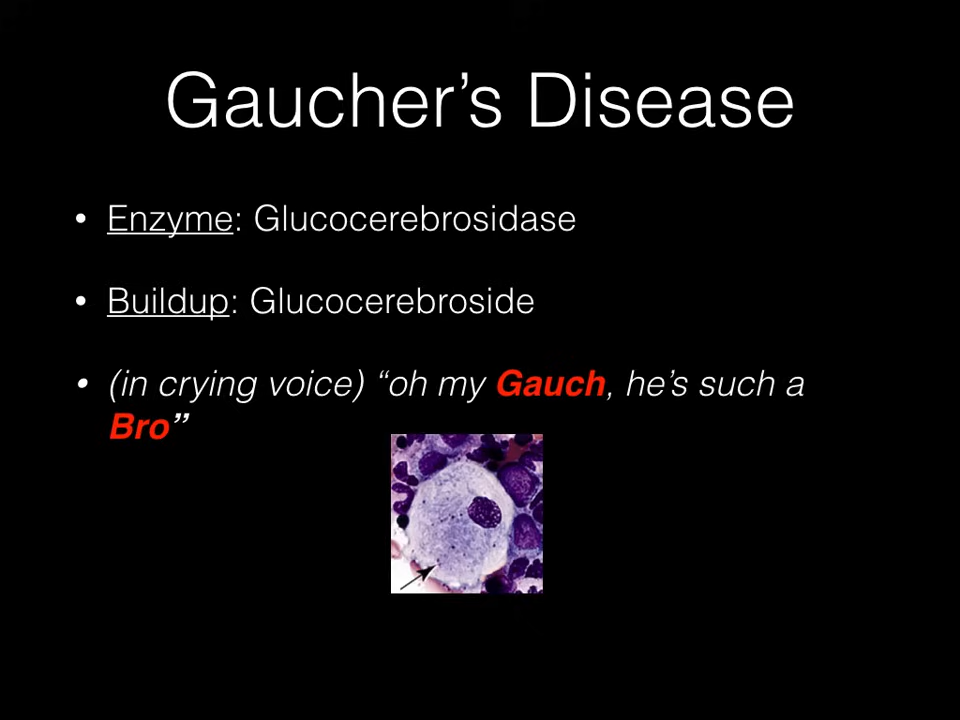 Gaucher’s Disease
• Enzyme: Glucocerebrosidase
• Buildup: Glucocerebroside
• (in crying voice) “oh my Gauch, he’s such a
Bro”